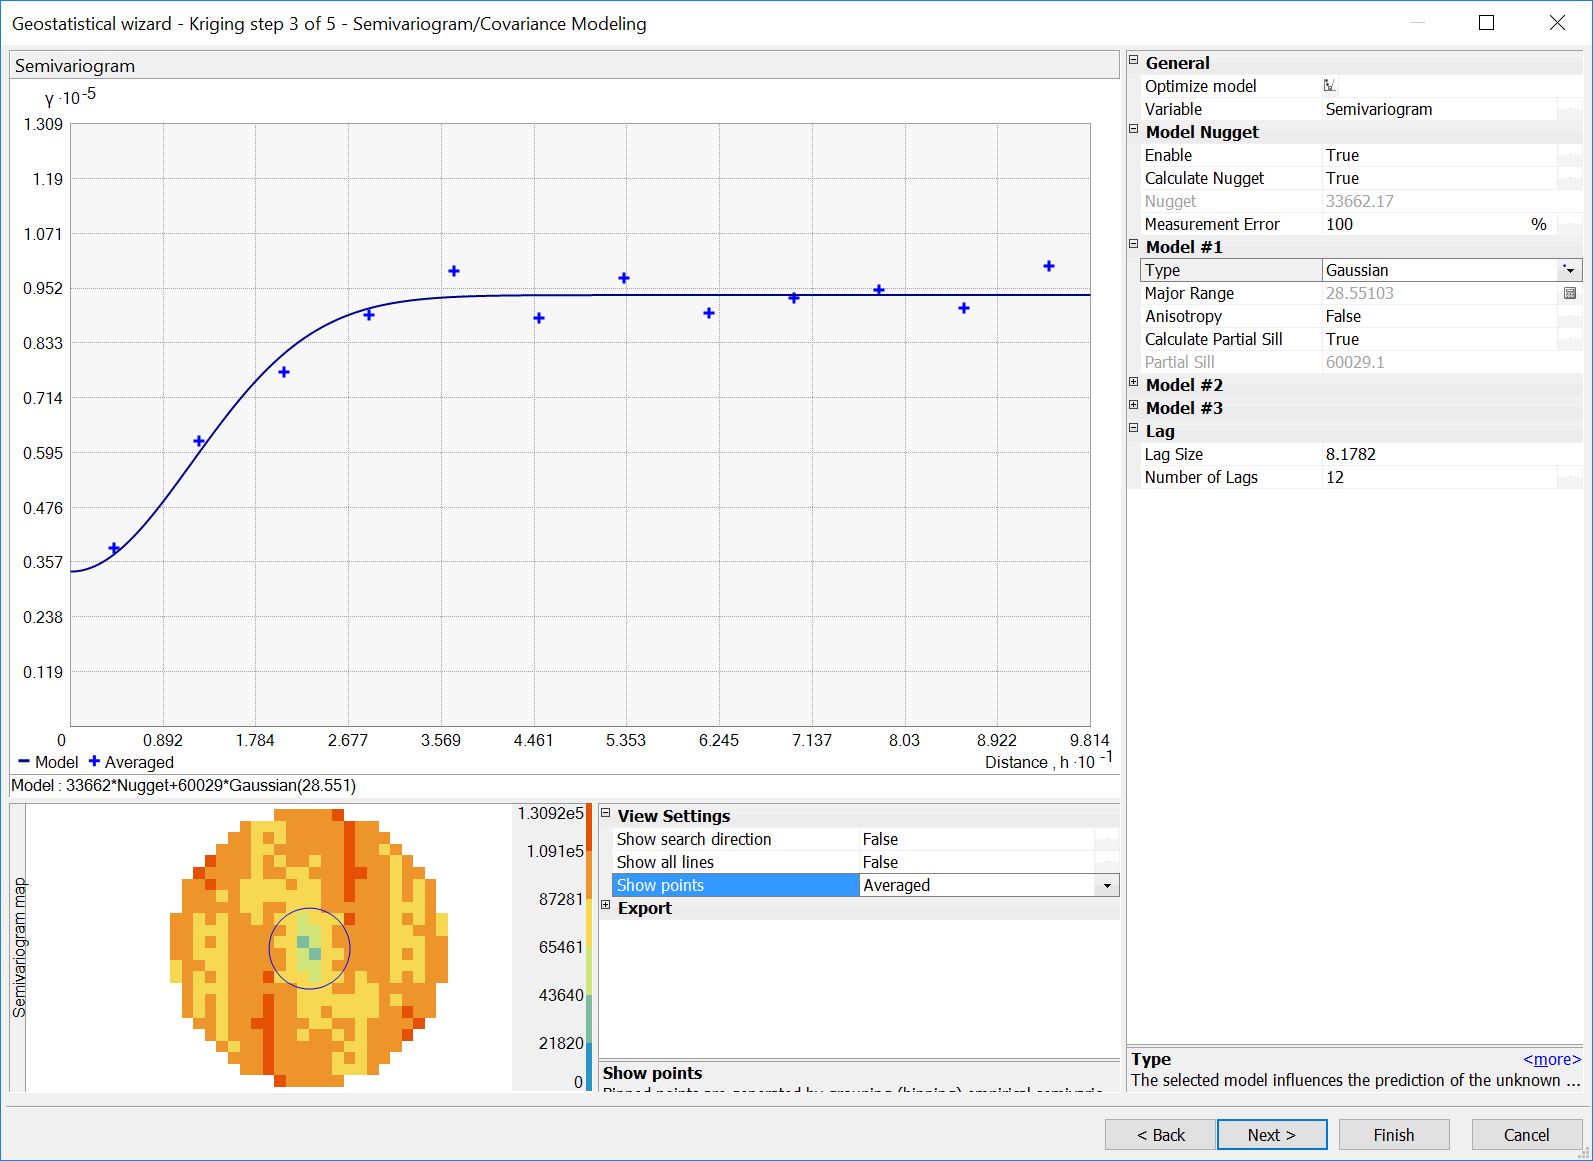 Geostatistical wizard - Kriging step 3 of 5 - Semivariogram/Covariance Modeling
Semivariogram
γ ·10 -5
1.309
1.19
1.071
0.952
0.833
0.714
0.595
0.476
0.357
0.238
0.119
0 0.892 1.784 2.677 3.569 4.461 5.353 6.245 7.137 8.03 8.922 9.814
Model Averaged
Distance , h ·10 -1
Model : 33662*Nugget+60029*Gaussian(28.551)
Semivariogram map
1.3092e5
1.091e5
87281
65461
43640
21820
0
View Settings
Show search direction False
Show all lines False
Show points Averaged
Export
Show points
General
Optimize model
Variable Semivariogram
Model Nugget
Enable True
Calculate Nugget True
Nugget 33662.17
Measurement Error 100 %
Model #1
Type Gaussian
Major Range 28.55103
Anisotropy False
Calculate Partial Sill True
Partial Sill 60029.1
Model #2
Model #3
Lag
Lag Size 8.1782
Number of Lags 12
Type <more>
The selected model influences the prediction of the unknown ...
< Back Next > Finish Cancel